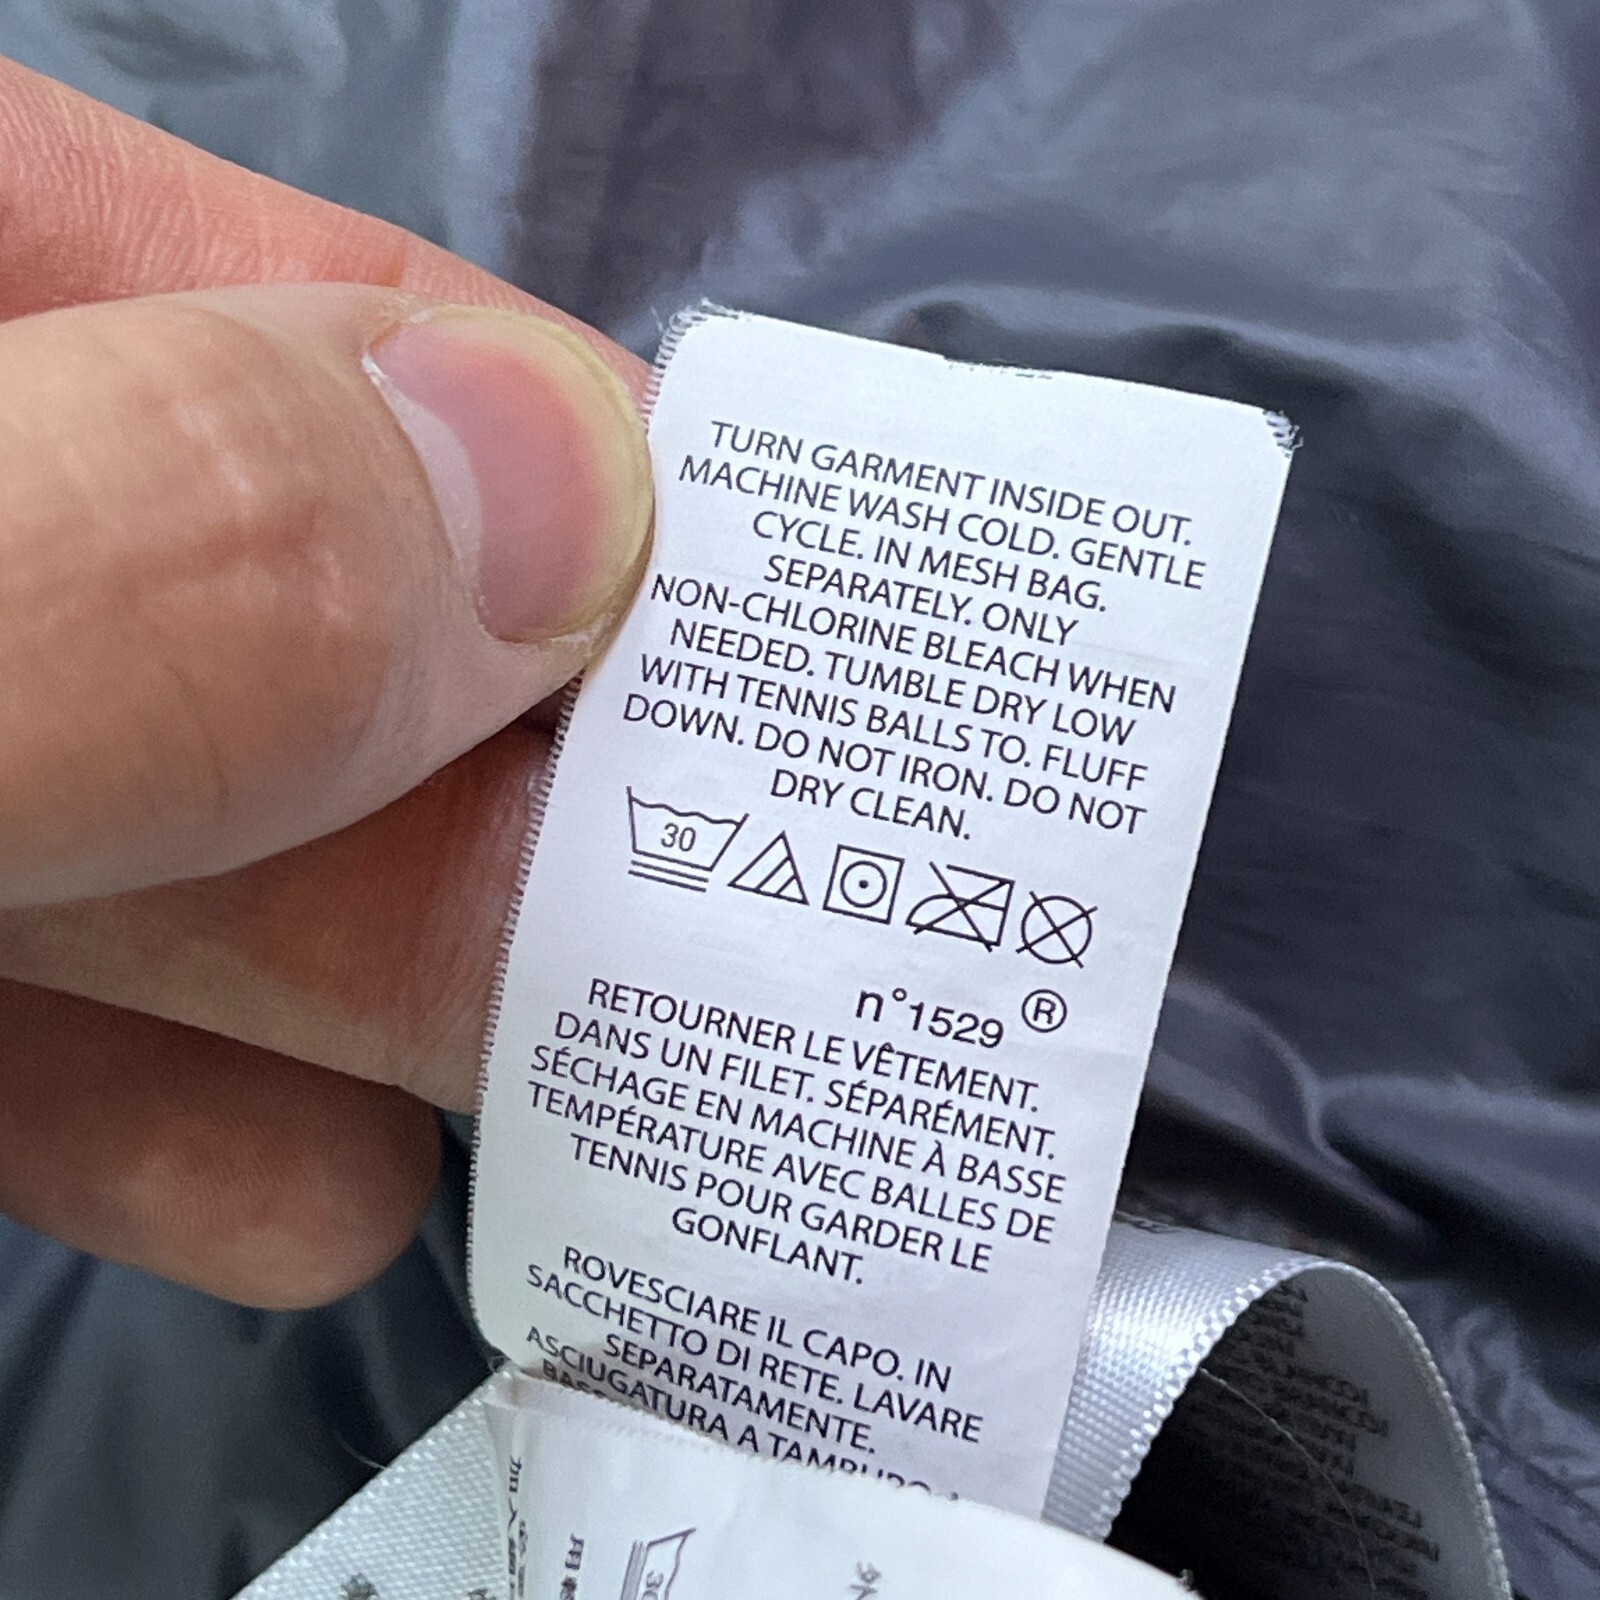 TURN GARMENT INSIDE OUT.
MACHINE WASH COLD. GENTLE
CYCLE. IN MESH BAG.
SEPARATELY. ONLY
NON-CHLORINE BLEACH WHEN
NEEDED. TUMBLE DRY LOW
WITH TENNIS BALLS TO. FLUFF
DOWN. DO NOT IRON. DO NOT
DRY CLEAN.
30
n°1529 ®
RETOURNER LE VÊTEMENT.
DANS UN FILET. SÉPARÉMENT.
SÉCHAGE EN MACHINE À BASSE
TEMPÉRATURE AVEC BALLES DE
TENNIS POUR GARDER LE
GONFLANT.
ROVESCIARE IL CAPO. IN
SACCHETTO DI RETE. LAVARE
SEPARATAMENTE.
ASCIUGATURA A TAMBURO
30